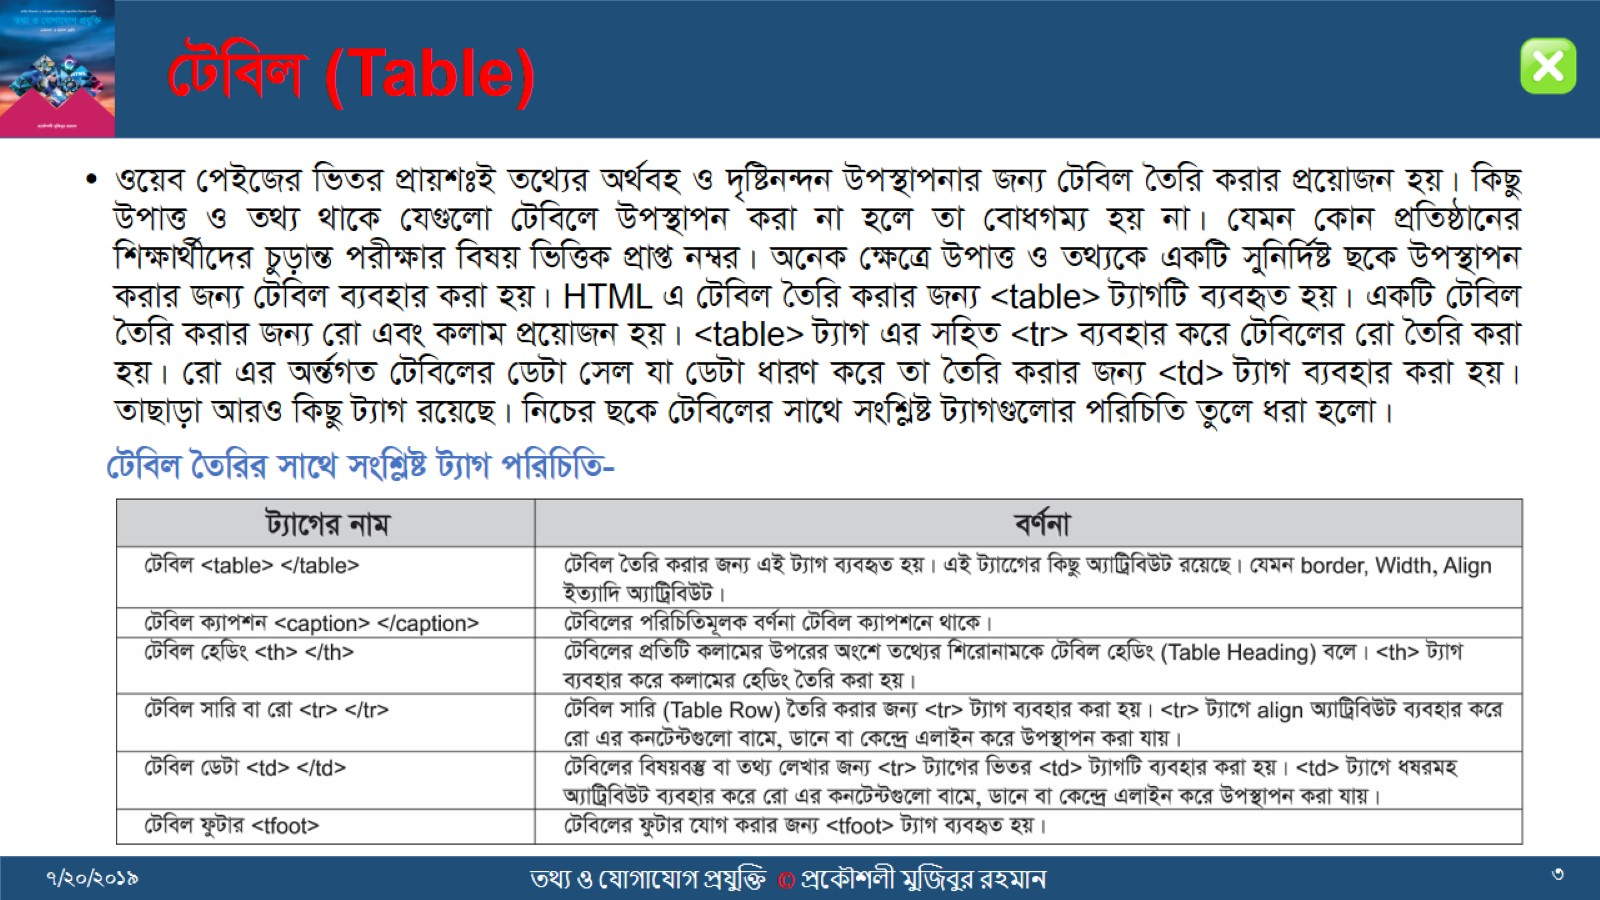 তথ্য ও যোগাযোগ প্রযুক্তি
টেবিল (Table)
• ওয়েব পেইজের ভিতর প্রায়শঃই তথ্যের অর্থবহ ও দৃষ্টিনন্দন উপস্থাপনার জন্য টেবিল তৈরি করার প্রয়োজন হয়। কিছু
উপাত্ত ও তথ্য থাকে যেগুলো টেবিলে উপস্থাপন করা না হলে তা বোধগম্য হয় না। যেমন কোন প্রতিষ্ঠানের
শিক্ষার্থীদের চুড়ান্ত পরীক্ষার বিষয় ভিত্তিক প্রাপ্ত নম্বর। অনেক ক্ষেত্রে উপাত্ত ও তথ্যকে একটি সুনির্দিষ্ট ছকে উপস্থাপন
করার জন্য টেবিল ব্যবহার করা হয়। HTML এ টেবিল তৈরি করার জন্য <table> ট্যাগটি ব্যবহৃত হয়। একটি টেবিল
তৈরি করার জন্য রো এবং কলাম প্রয়োজন হয়। <table> ট্যাগ এর সহিত <tr> ব্যবহার করে টেবিলের রো তৈরি করা
হয়। রো এর অর্ন্তগত টেবিলের ডেটা সেল যা ডেটা ধারণ করে তা তৈরি করার জন্য <td> ট্যাগ ব্যবহার করা হয়।
তাছাড়া আরও কিছু ট্যাগ রয়েছে। নিচের ছকে টেবিলের সাথে সংশ্লিষ্ট ট্যাগগুলোর পরিচিতি তুলে ধরা হলো।
টেবিল তৈরির সাথে সংশ্লিষ্ট ট্যাগ পরিচিতি-
ট্যাগের নাম বর্ণনা
টেবিল <table> </table> টেবিল তৈরি করার জন্য এই ট্যাগ ব্যবহৃত হয়। এই ট্যাগেের কিছু অ্যাট্রিবিউট রয়েছে। যেমন border, Width, Align
ইত্যাদি অ্যাট্রিবিউট।
টেবিল ক্যাপশন <caption> </caption> টেবিলের পরিচিতিমূলক বর্ণনা টেবিল ক্যাপশনে থাকে।
টেবিল হেডিং <th> </th> টেবিলের প্রতিটি কলামের উপরের অংশে তথ্যের শিরোনামকে টেবিল হেডিং (Table Heading) বলে। <th> ট্যাগ
ব্যবহার করে কলামের হেডিং তৈরি করা হয়।
টেবিল সারি বা রো <tr> </tr> টেবিল সারি (Table Row) তৈরি করার জন্য <tr> ট্যাগ ব্যবহার করা হয়। <tr> ট্যাগে align অ্যাট্রিবিউট ব্যবহার করে
রো এর কনটেন্টগুলো বামে, ডানে বা কেন্দ্রে এলাইন করে উপস্থাপন করা যায়।
টেবিল ডেটা <td> </td> টেবিলের বিষয়বস্তু বা তথ্য লেখার জন্য <tr> ট্যাগের ভিতর <td> ট্যাগটি ব্যবহার করা হয়। <td> ট্যাগে ধষরমহ
অ্যাট্রিবিউট ব্যবহার করে রো এর কনটেন্টগুলো বামে, ডানে বা কেন্দ্রে এলাইন করে উপস্থাপন করা যায়।
টেবিল ফুটার <tfoot> টেবিলের ফুটার যোগ করার জন্য <tfoot> ট্যাগ ব্যবহৃত হয়।
৭/২০/২০১৯ তথ্য ও যোগাযোগ প্রযুক্তি © প্রকৌশলী মুজিবুর রহমান ৩